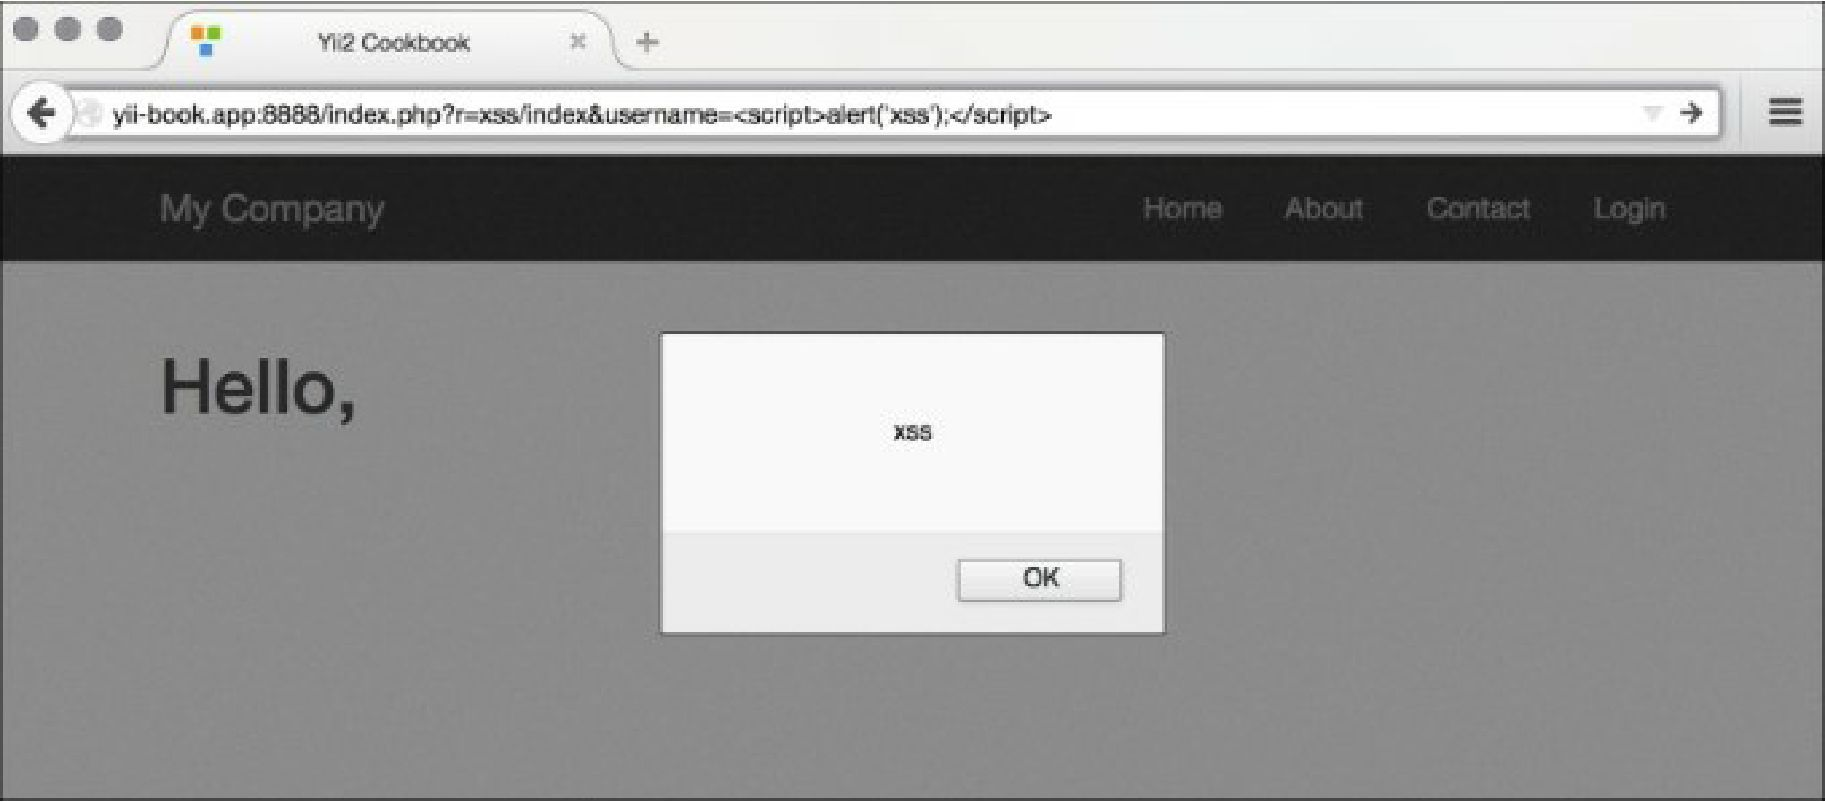 Yii2 Cookbook
yii-book.app:8888/index.php?r=xss/index&username=<script>alert('xss');</script>
My Company Home About Contact Login
Hello,
xss
OK